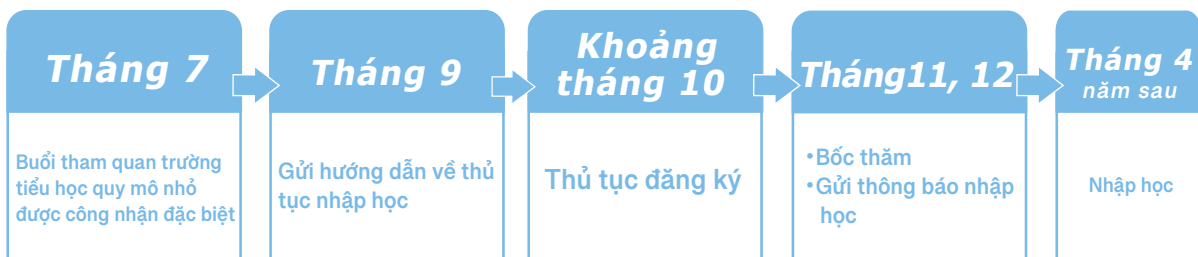 Tháng 7
Buổi tham quan trường
tiểu học quy mô nhỏ
được công nhận đặc biệt
Tháng 9
Gửi hướng dẫn về thủ
tục nhập học
Khoảng
tháng 10
Thủ tục đăng ký
Tháng11, 12
•Bốc thăm
•Gửi thông báo nhập
học
Tháng 4
năm sau
Nhập học